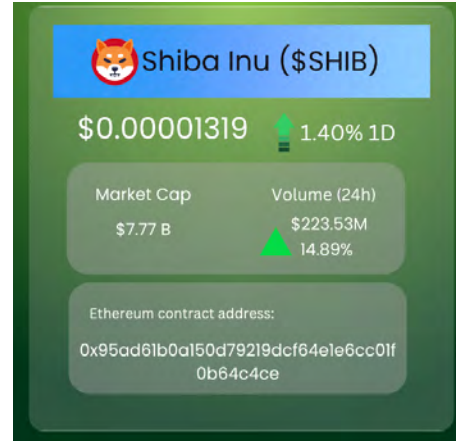 Shiba Inu ($SHIB)
$0.00001319
1.40% 1D
Market Cap
$7.77 B
Volume (24h)
$223.53M
14.89%
Ethereum contract address:
0x95ad61b0a150d79219dcf64e1e6cc01f
0b64c4ce